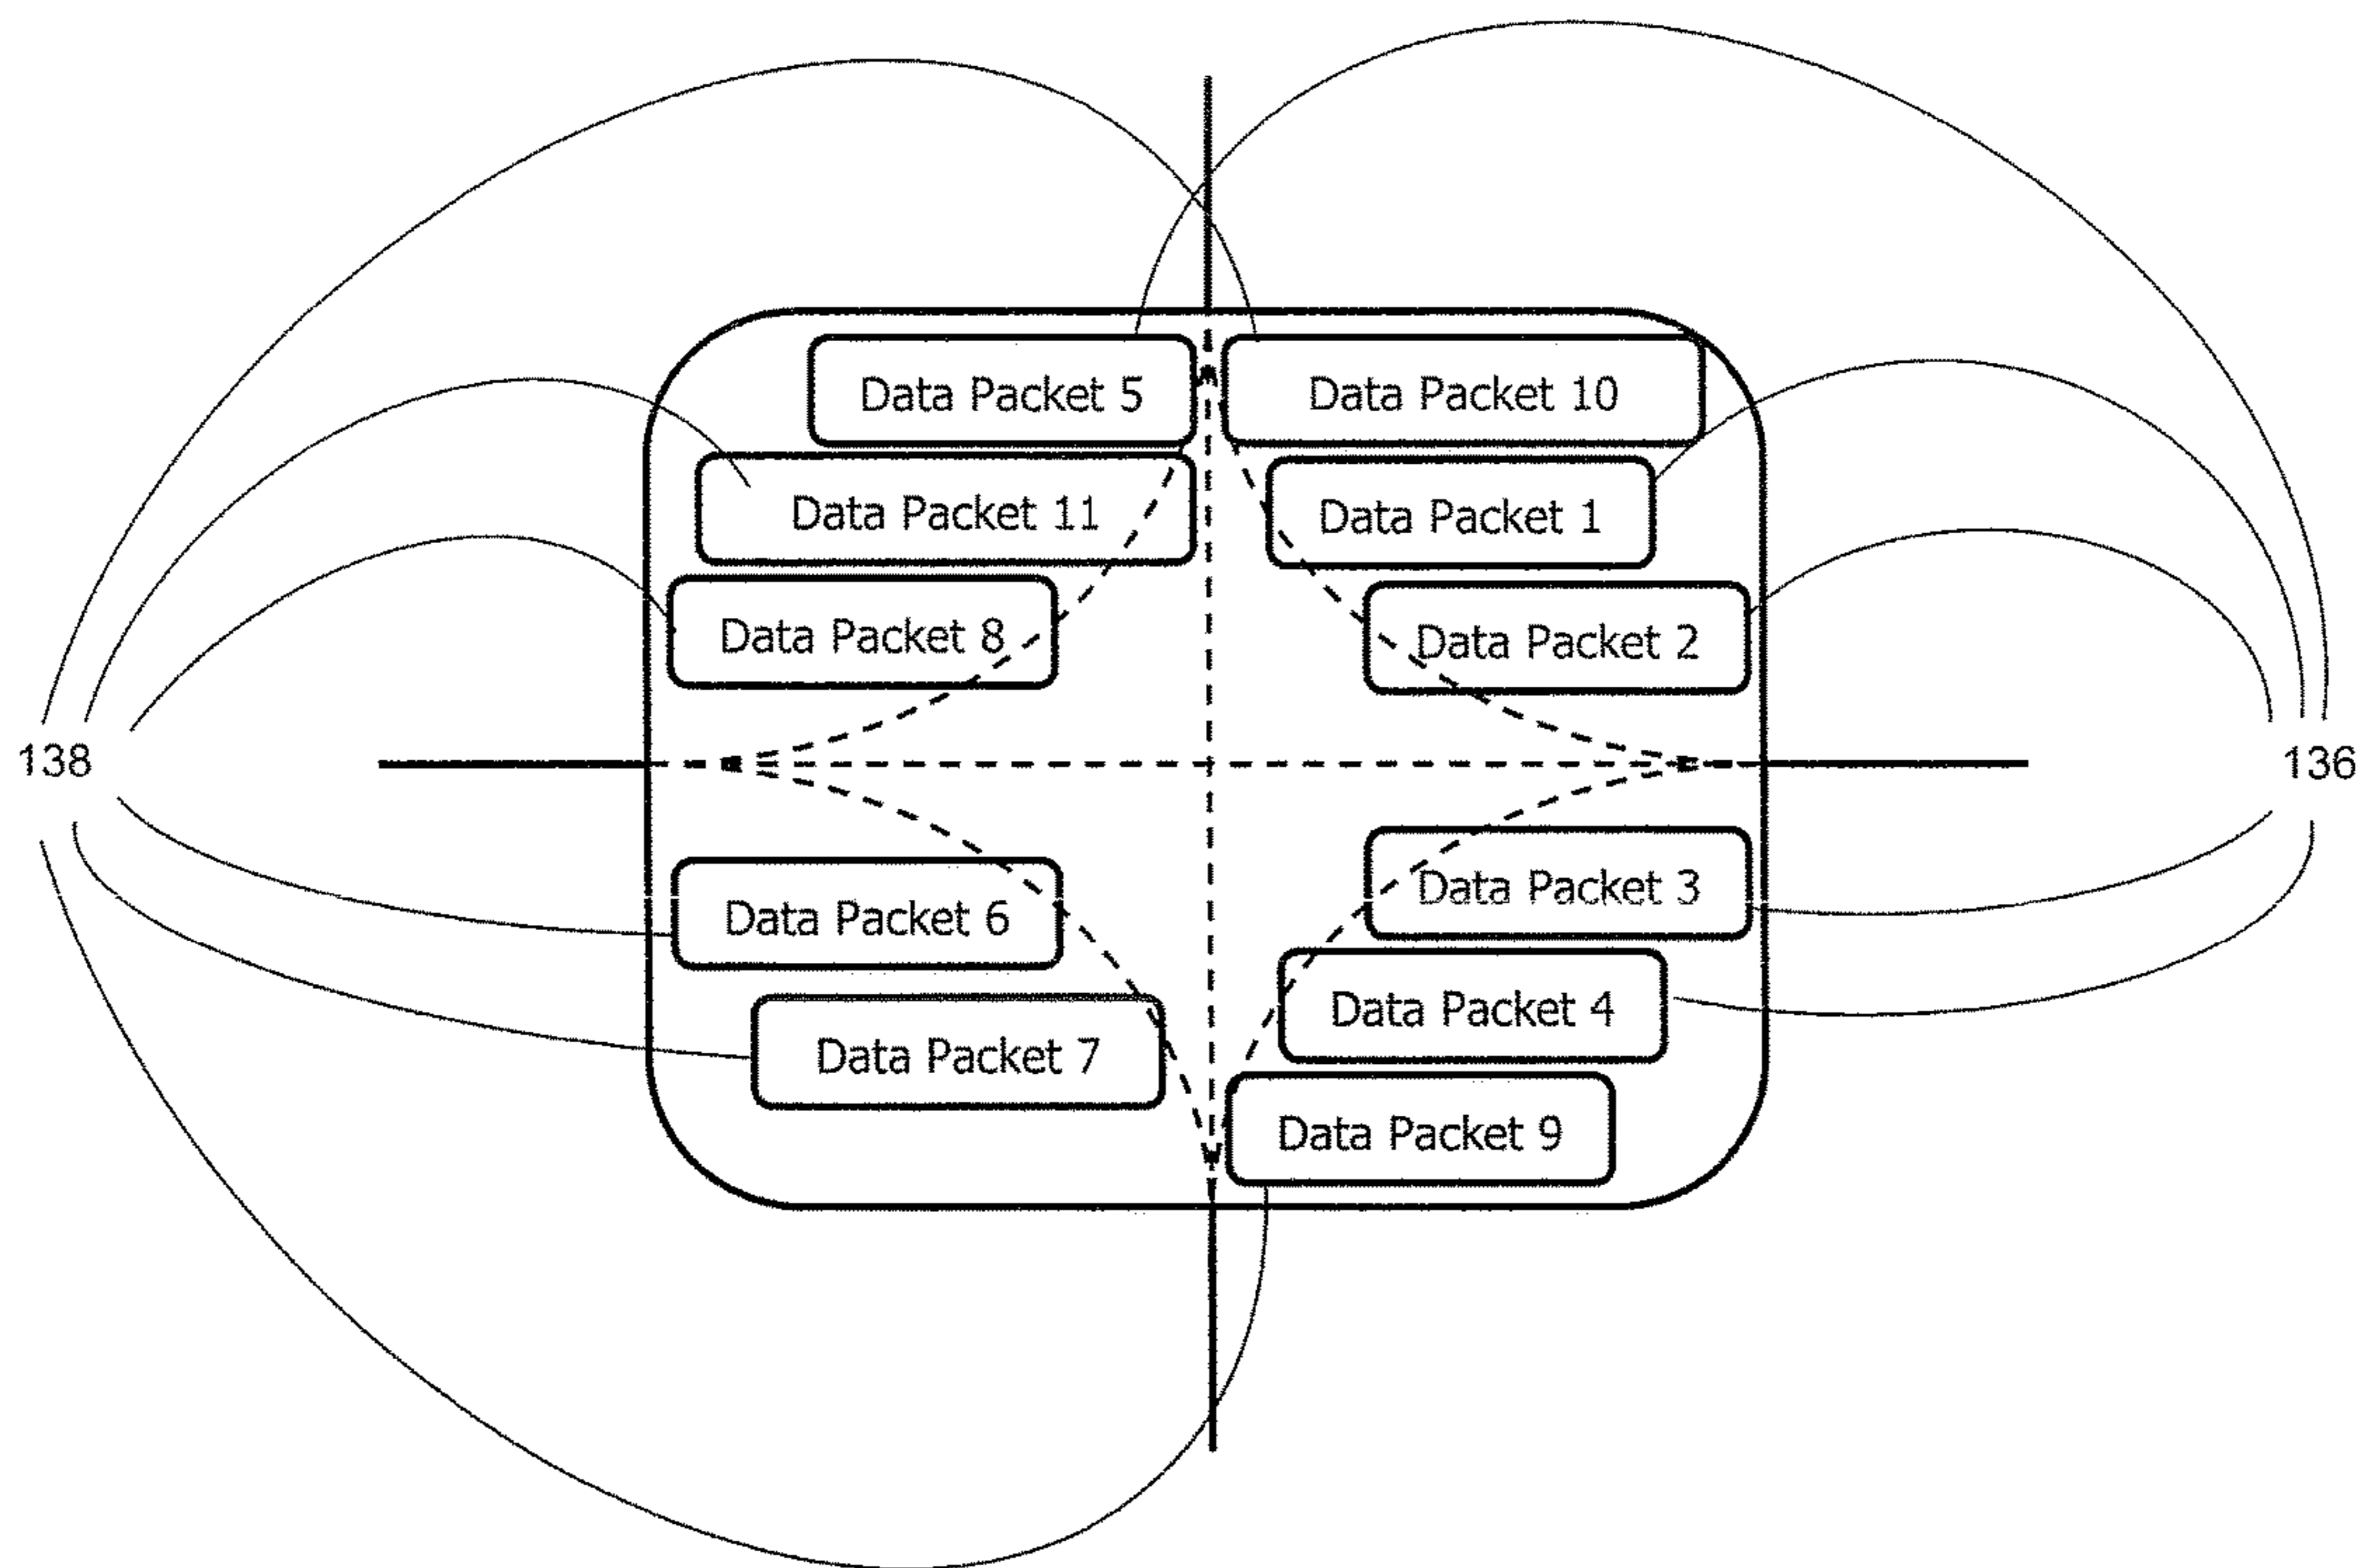 Data Packet 5
Data Packet 10
Data Packet 11
Data Packet 1
Data Packet 8
Data Packet 2
138
136
Data Packet 6
Data Packet 3
Data Packet 7
Data Packet 4
Data Packet 9